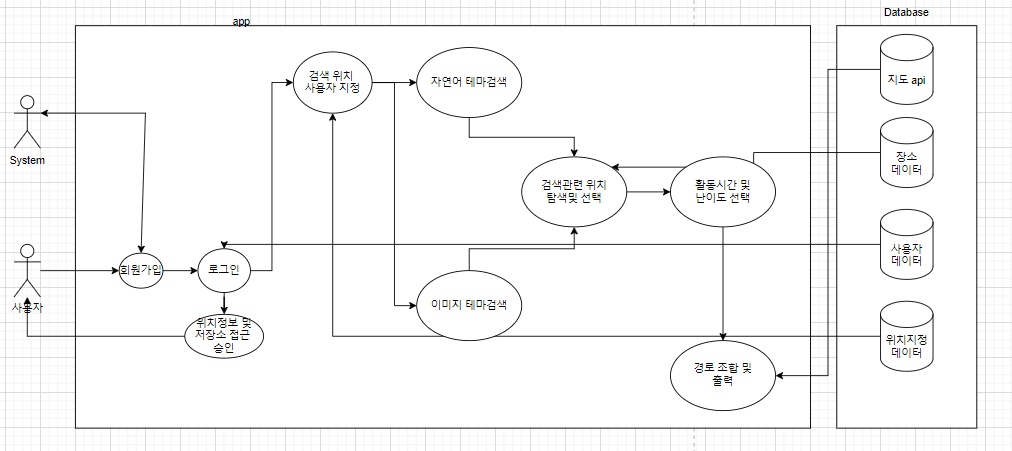 app
Database
검색 위치
사용자 지정
자연어 테마검색
지도 api
System
검색관련 위치
탐색및 선택
활동시간 및
난이도 선택
장소
데이터
회원가입
로그인
사용자
데이터
사용자
이미지 테마검색
위치정보 및
저장소 접근
승인
위치지정
데이터
경로 조합 및
출력